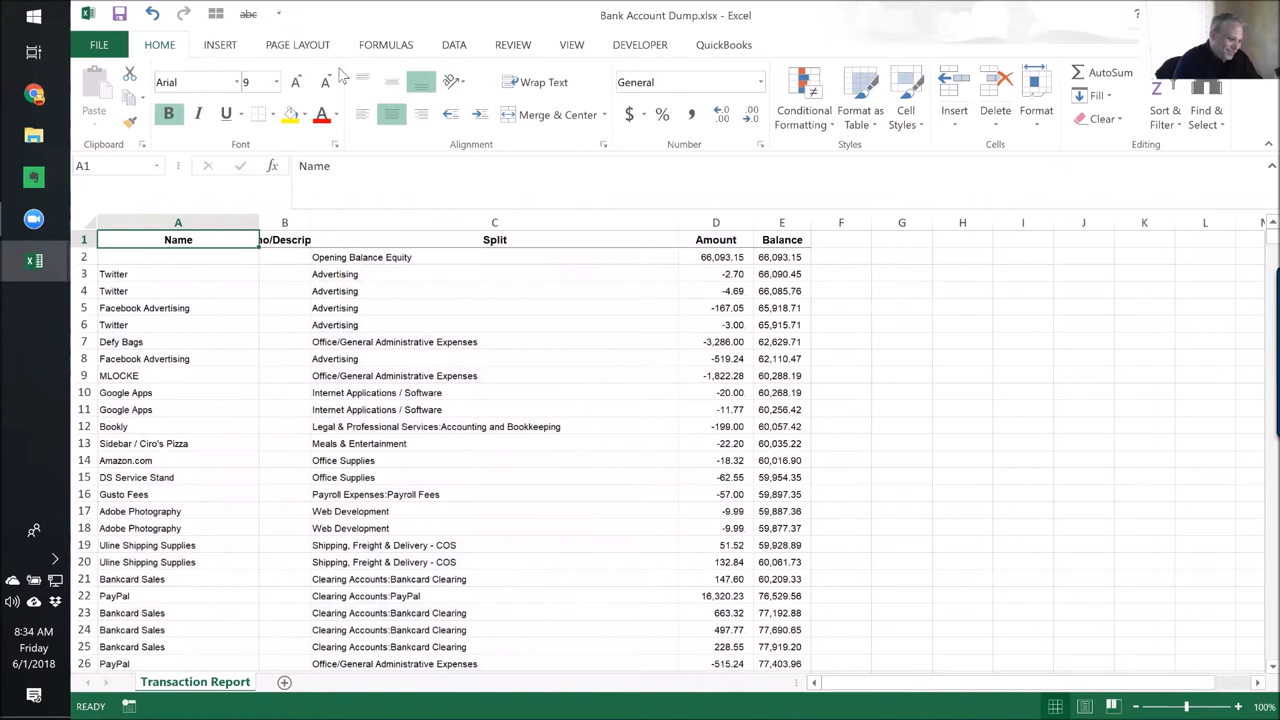 abc
Bank Account Dump.xlsx - Excel
?
FILE HOME INSERT PAGE LAYOUT FORMULAS DATA REVIEW VIEW DEVELOPER QuickBooks
Paste
Clipboard
Arial 9
B I U
Font
Wrap Text
Merge & Center
Alignment
General
$ % ,
Number
Conditional Formatting
Format as Table
Cell Styles
Styles
Insert Delete Format
Cells
AutoSum
Fill
Clear
Sort & Filter
Find & Select
Editing
A1 fx Name
A B C D E F G H I J K L M
1 Name no/Descrip Split Amount Balance
2 Opening Balance Equity 66,093.15 66,093.15
3 Twitter Advertising -2.70 66,090.45
4 Twitter Advertising -4.69 66,085.76
5 Facebook Advertising Advertising -167.05 65,918.71
6 Twitter Advertising -3.00 65,915.71
7 Defy Bags Office/General Administrative Expenses -3,286.00 62,629.71
8 Facebook Advertising Advertising -519.24 62,110.47
9 MLOCKE Office/General Administrative Expenses -1,822.28 60,288.19
10 Google Apps Internet Applications / Software -20.00 60,268.19
11 Google Apps Internet Applications / Software -11.77 60,256.42
12 Bookly Legal & Professional Services:Accounting and Bookkeeping -199.00 60,057.42
13 Sidebar / Ciro's Pizza Meals & Entertainment -22.20 60,035.22
14 Amazon.com Office Supplies -18.32 60,016.90
15 DS Service Stand Office Supplies -62.55 59,954.35
16 Gusto Fees Payroll Expenses:Payroll Fees -57.00 59,897.35
17 Adobe Photography Web Development -9.99 59,887.36
18 Adobe Photography Web Development -9.99 59,877.37
19 Uline Shipping Supplies Shipping, Freight & Delivery - COS 51.52 59,928.89
20 Uline Shipping Supplies Shipping, Freight & Delivery - COS 132.84 60,061.73
21 Bankcard Sales Clearing Accounts:Bankcard Clearing 147.60 60,209.33
22 PayPal Clearing Accounts:PayPal 16,320.23 76,529.56
23 Bankcard Sales Clearing Accounts:Bankcard Clearing 663.32 77,192.88
24 Bankcard Sales Clearing Accounts:Bankcard Clearing 497.77 77,690.65
25 Bankcard Sales Clearing Accounts:Bankcard Clearing 228.55 77,919.20
26 PayPal Office/General Administrative Expenses -515.24 77,403.96
Transaction Report
READY
100%
8:34 AM
Friday
6/1/2018